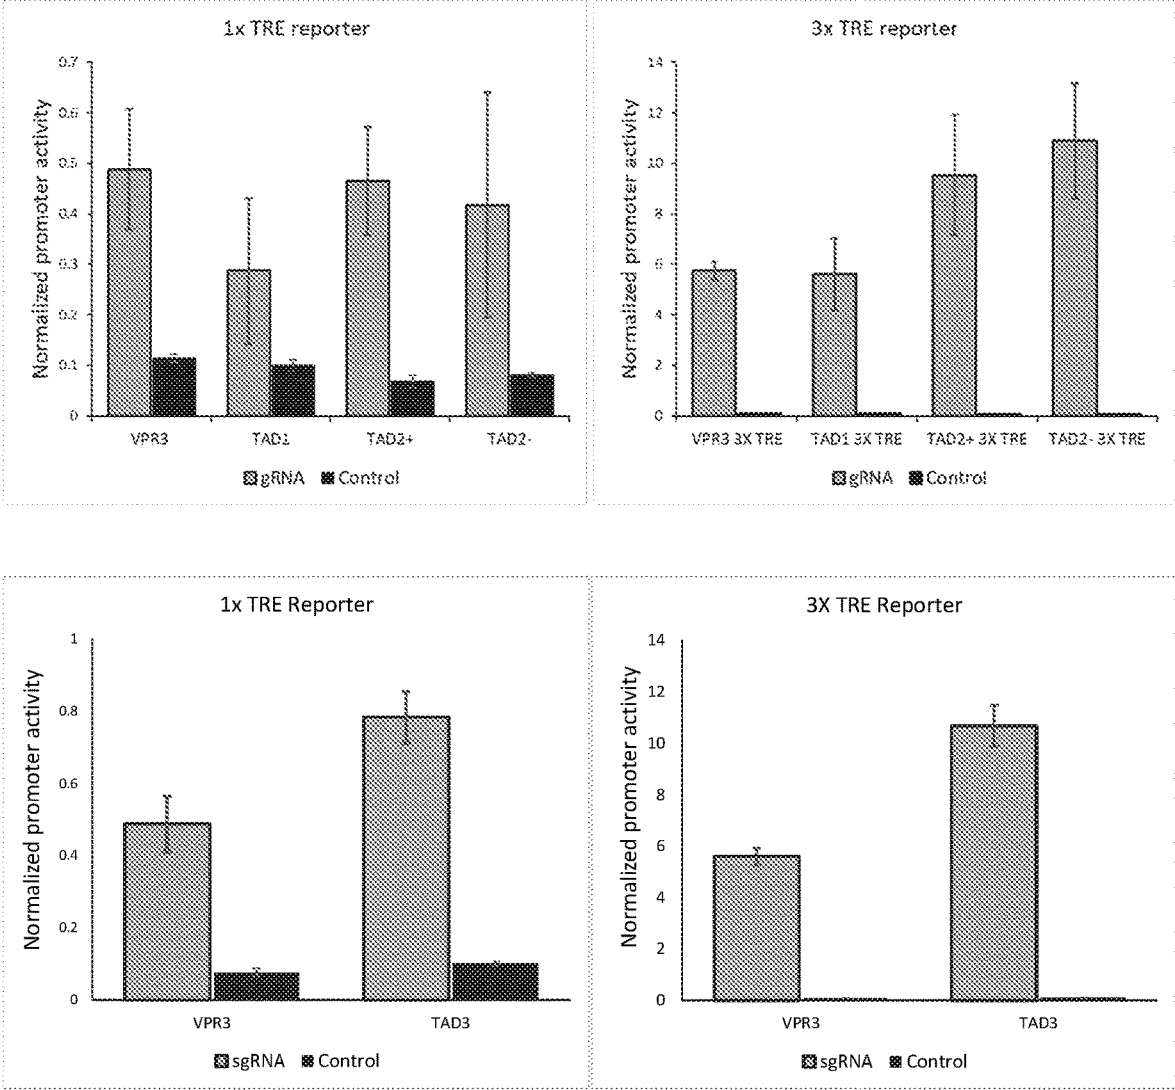 1x TRE reporter
Normailized promoter activity
0.7
0.6
0.5
0.4
0.3
0.2
0.1
0
VPR3 TAD1 TAD2+ TAD2-
gRNA Control
3x TRE reporter
Normalized promoter activity
14
12
10
8
6
4
2
0
VPR3 3X TRE TAD1 3X TRE TAD2+ 3X TRE TAD2- 3X TRE
gRNA Control
1x TRE Reporter
Normalized promoter activity
1
0.8
0.6
0.4
0.2
0
VPR3 TAD3
sgRNA Control
3X TRE Reporter
Normalized promoter activity
14
12
10
8
6
4
2
0
VPR3 TAD3
sgRNA Control